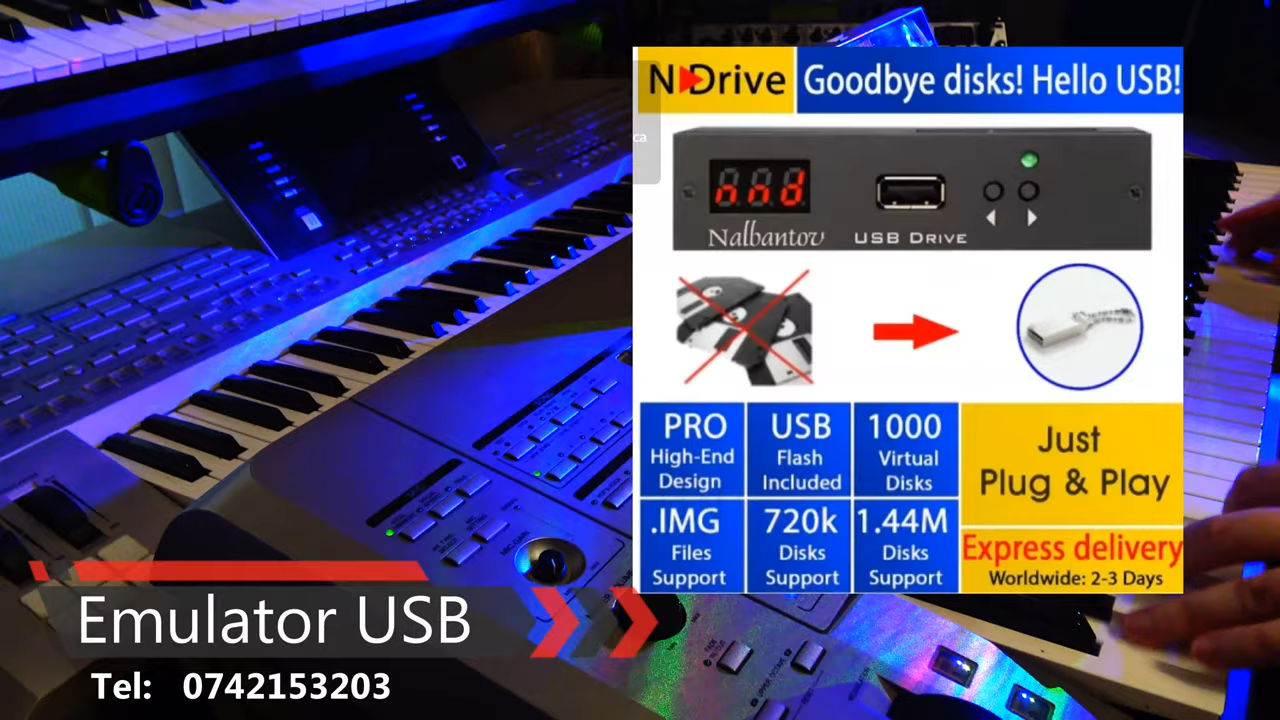 N Drive
Goodbye disks! Hello USB!
ca
nnd
Nalbantov
USB DRIVE
PRO
High-End
Design
USB
Flash
Included
1000
Virtual
Disks
Just
Plug & Play
.IMG
Files
Support
720k
Disks
Support
1.44M
Disks
Support
Express delivery
Worldwide: 2-3 Days
Emulator USB
Tel: 0742153203